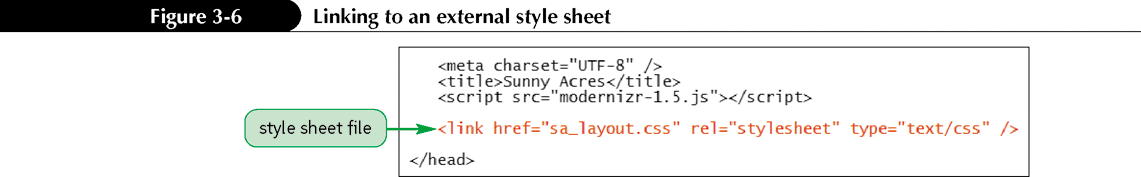 Figure 3-6 Linking to an external style sheet
<meta charset="UTF-8" />
<title>Sunny Acres</title>
<script src="modernizr-1.5.js"></script>
style sheet file
<link href="sa_layout.css" rel="stylesheet" type="text/css" />
</head>